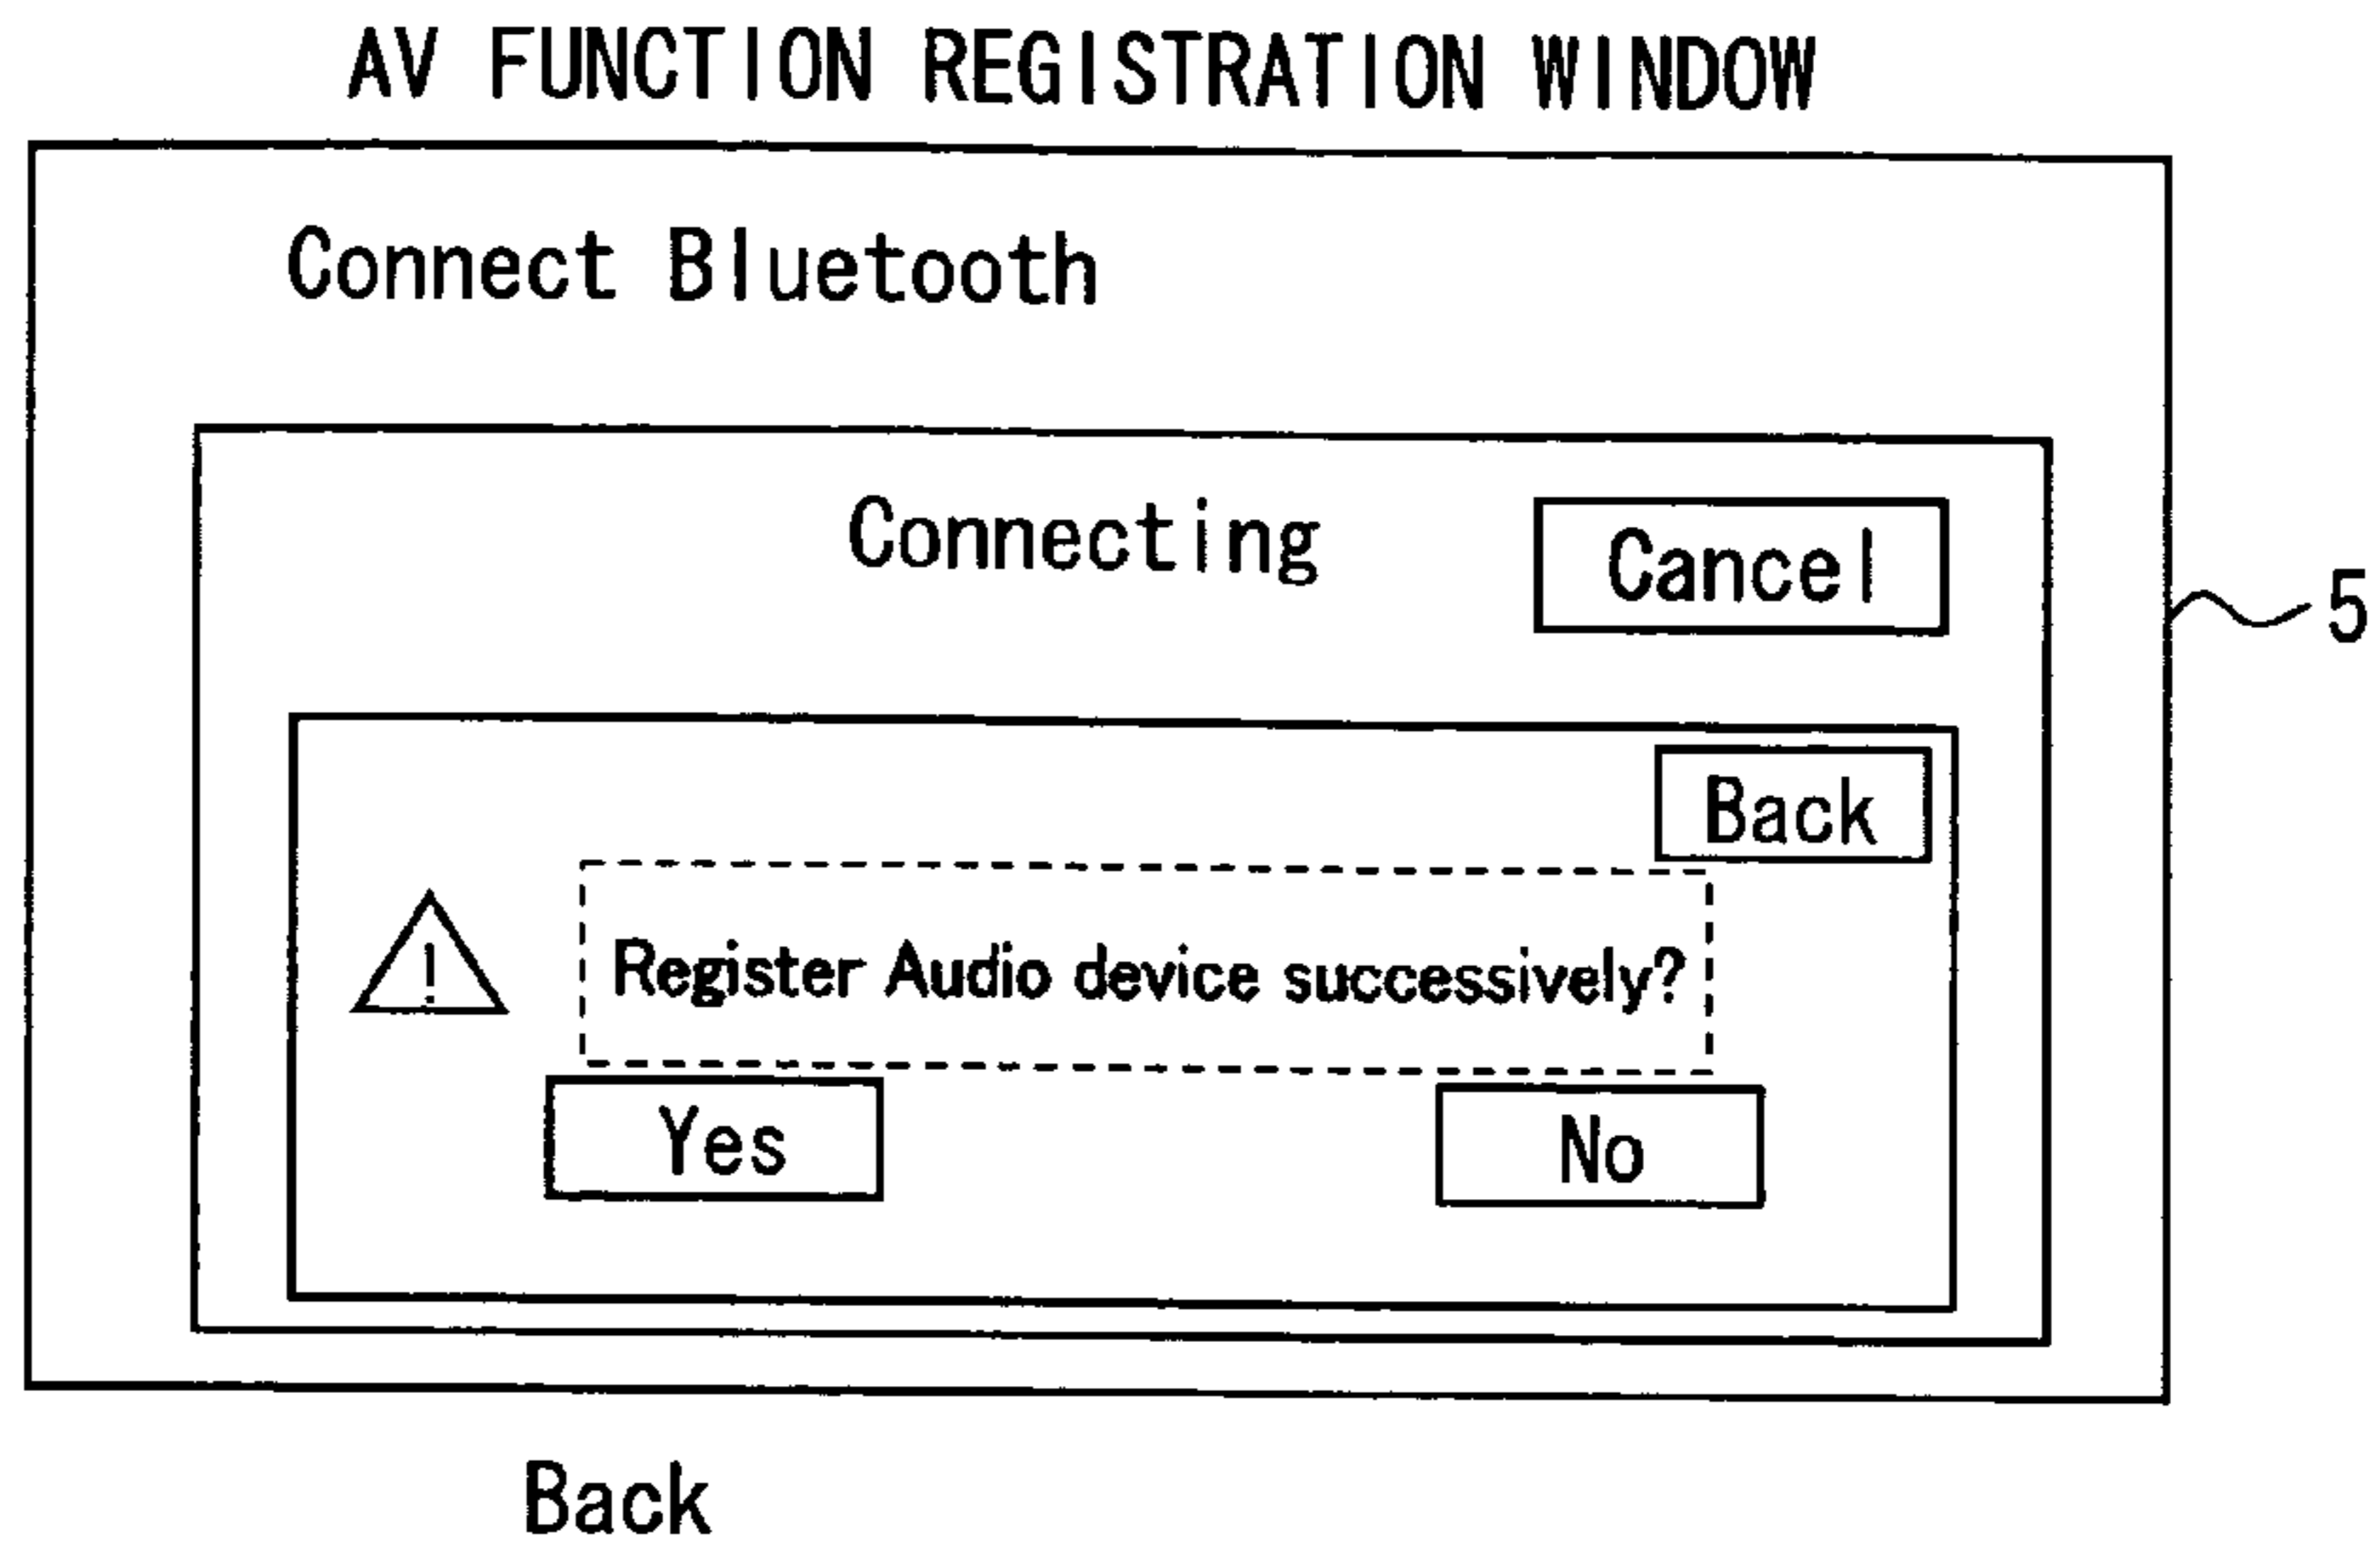 AV FUNCTION REGISTRATION WINDOW
Connect Bluetooth
Connecting
Cancel
5
Back
!
Register Audio device successively?
Yes
No
Back